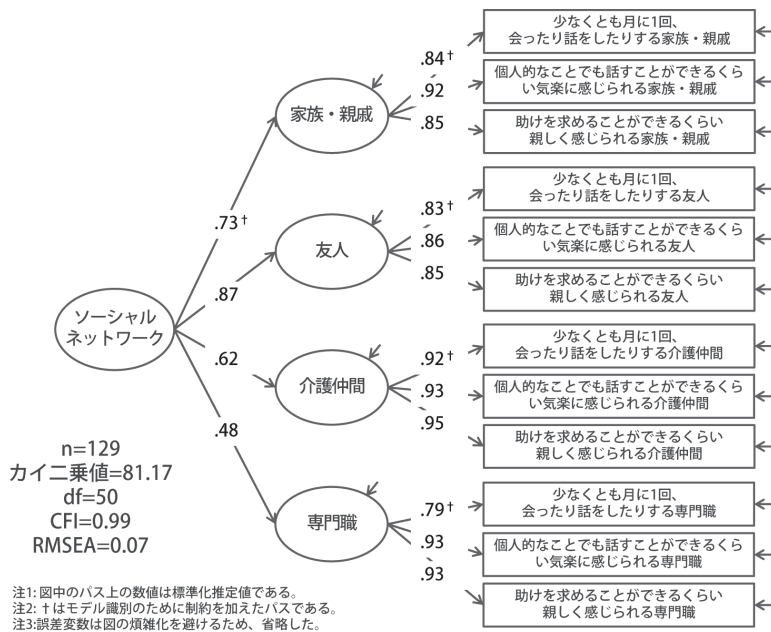 少なくとも月に1回、
会ったり話をしたりする家族・親戚
.84†
個人的なことでも話すことができるくら
い気楽に感じられる家族・親戚
.92
助けを求めることができるくらい
親しく感じられる家族・親戚
.85
家族・親戚
.73†
少なくとも月に1回、
会ったり話をしたりする友人
.83†
個人的なことでも話すことができるくら
い気楽に感じられる友人
.86
助けを求めることができるくらい
親しく感じられる友人
.85
友人
.87
ソーシャル
ネットワーク
少なくとも月に1回、
会ったり話をしたりする介護仲間
.92†
個人的なことでも話すことができるくら
い気楽に感じられる介護仲間
.93
助けを求めることができるくらい
親しく感じられる介護仲間
.95
介護仲間
.62
.48
少なくとも月に1回、
会ったり話をしたりする専門職
.79†
個人的なことでも話すことができるくら
い気楽に感じられる専門職
.93
助けを求めることができるくらい
親しく感じられる専門職
.93
専門職
n=129
カイ二乗値=81.17
df=50
CFI=0.99
RMSEA=0.07
注1: 図中のパス上の数値は標準化推定値である。
注2: †はモデル識別のために制約を加えたパスである。
注3:誤差変数は図の煩雑化を避けるため、省略した。